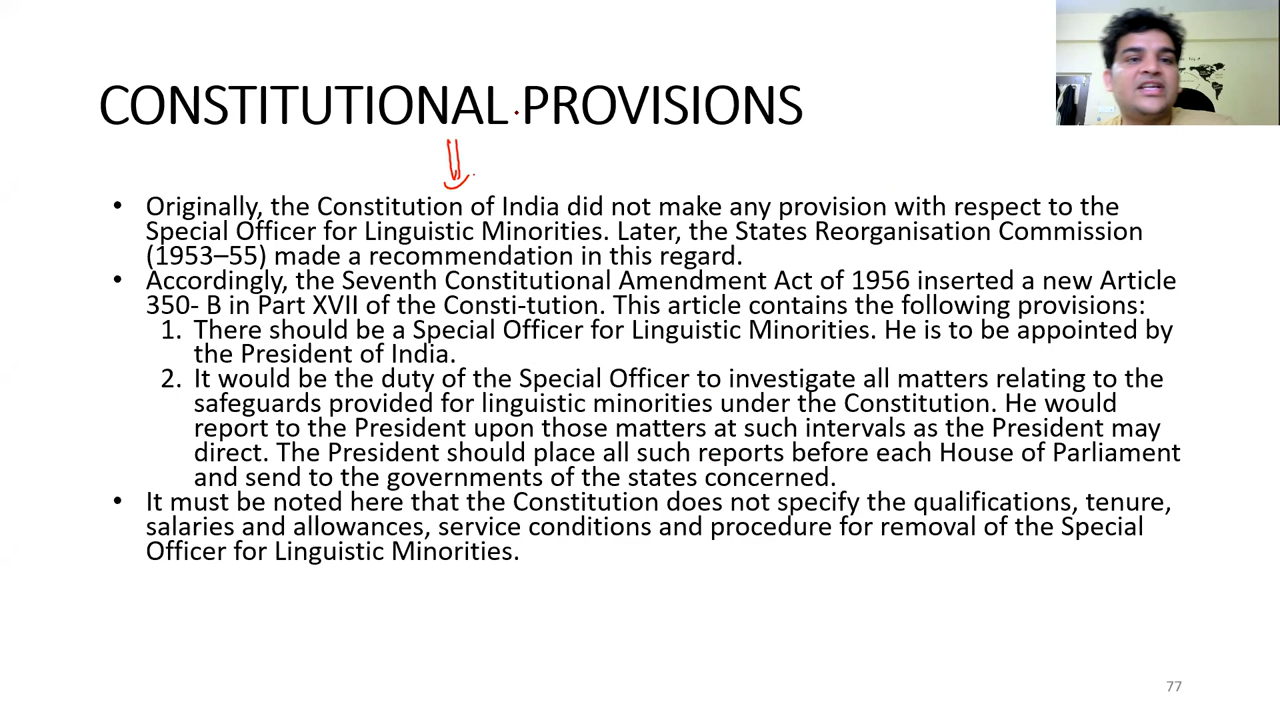 CONSTITUTIONAL PROVISIONS
• Originally, the Constitution of India did not make any provision with respect to the
Special Officer for Linguistic Minorities. Later, the States Reorganisation Commission
(1953–55) made a recommendation in this regard.
• Accordingly, the Seventh Constitutional Amendment Act of 1956 inserted a new Article
350- B in Part XVII of the Consti-tution. This article contains the following provisions:
1. There should be a Special Officer for Linguistic Minorities. He is to be appointed by
the President of India.
2. It would be the duty of the Special Officer to investigate all matters relating to the
safeguards provided for linguistic minorities under the Constitution. He would
report to the President upon those matters at such intervals as the President may
direct. The President should place all such reports before each House of Parliament
and send to the governments of the states concerned.
• It must be noted here that the Constitution does not specify the qualifications, tenure,
salaries and allowances, service conditions and procedure for removal of the Special
Officer for Linguistic Minorities.
77